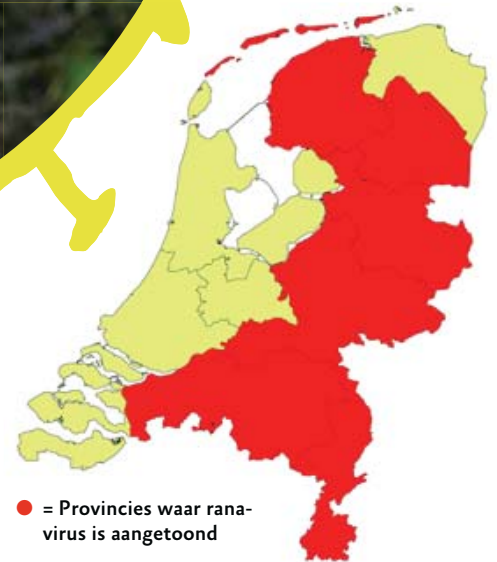 = Provincies waar rana-
virus is aangetoond